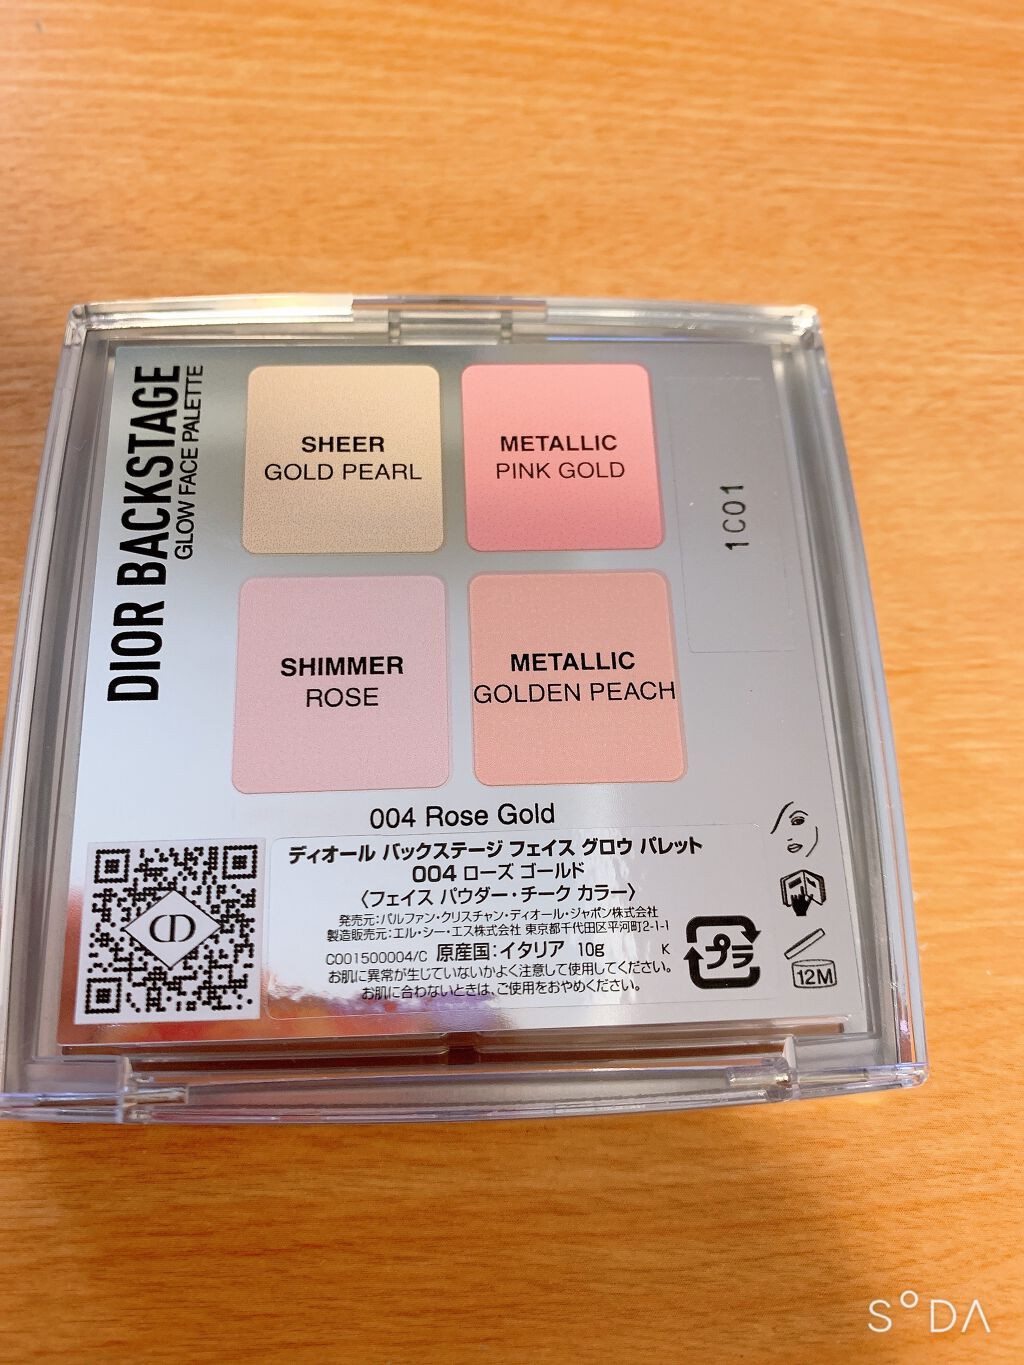 DIOR BACKSTAGE
GLOW FACE PALETTE
SHEER
GOLD PEARL
METALLIC
PINK GOLD
1C01
SHIMMER
ROSE
METALLIC
GOLDEN PEACH
004 Rose Gold
ディオール バックステージ フェイス グロウ パレット
004 ローズ ゴールド
〈フェイス パウダー・チーク カラー〉
発売元:パルファン・クリスチャン・ディオール・ジャポン株式会社
製造販売元:エル・シー・エス株式会社 東京都千代田区平河町2-1-1
C001500004/C 原産国:イタリア 10g K
お肌に異常が生じていないかよく注意して使用してください。
お肌に合わないときは、ご使用をおやめください。
CD
プラ
12M
SODA